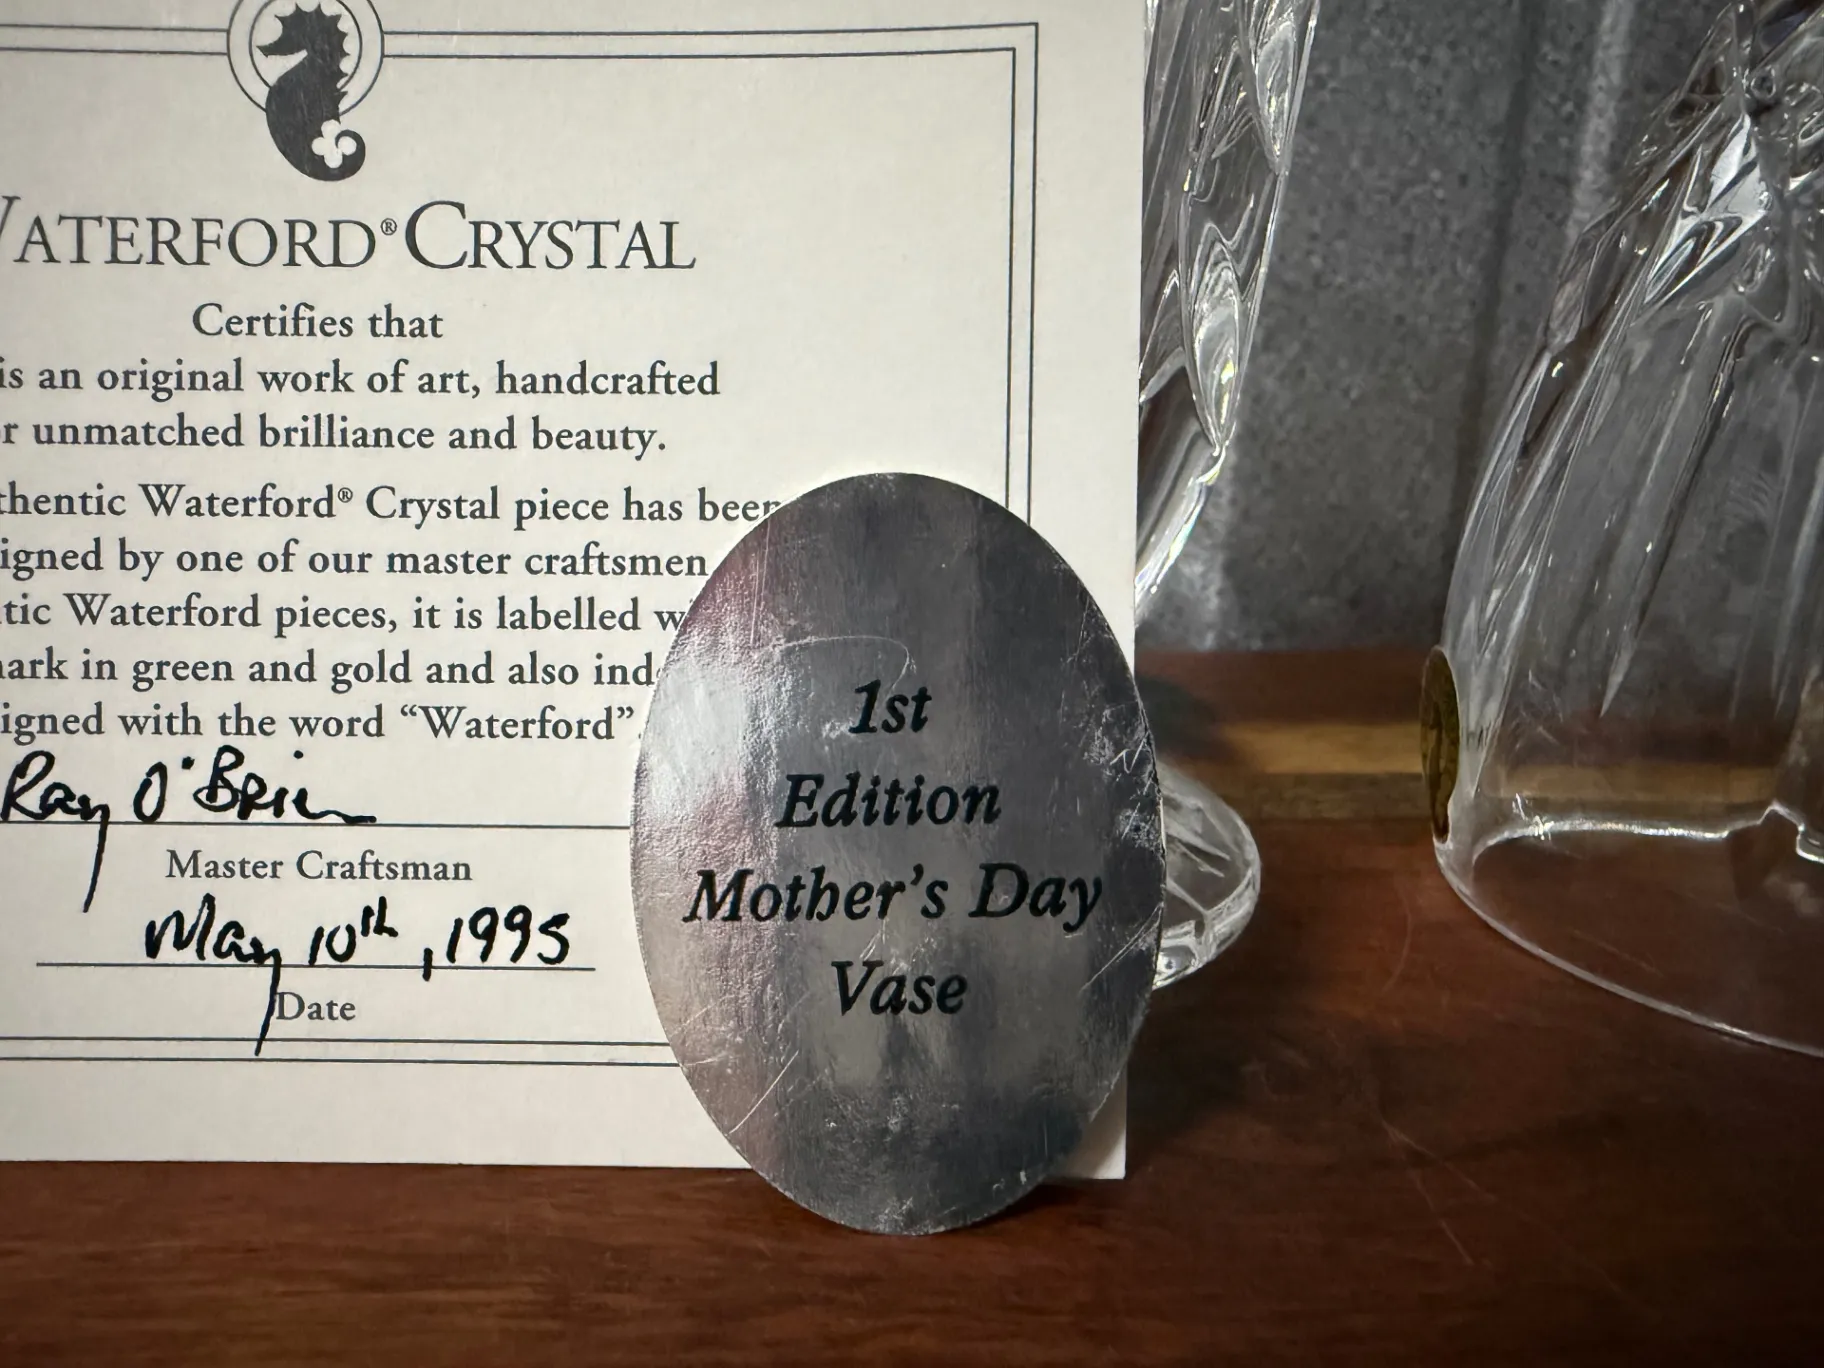 WATERFORD® CRYSTAL
Certifies that
is an original work of art, handcrafted
r unmatched brilliance and beauty.
thentic Waterford® Crystal piece has been
igned by one of our master craftsmen
tic Waterford pieces, it is labelled w
ark in green and gold and also ind
igned with the word “Waterford”.
Ray O'Brien
Master Craftsman
May 10th, 1995
Date
1st
Edition
Mother's Day
Vase